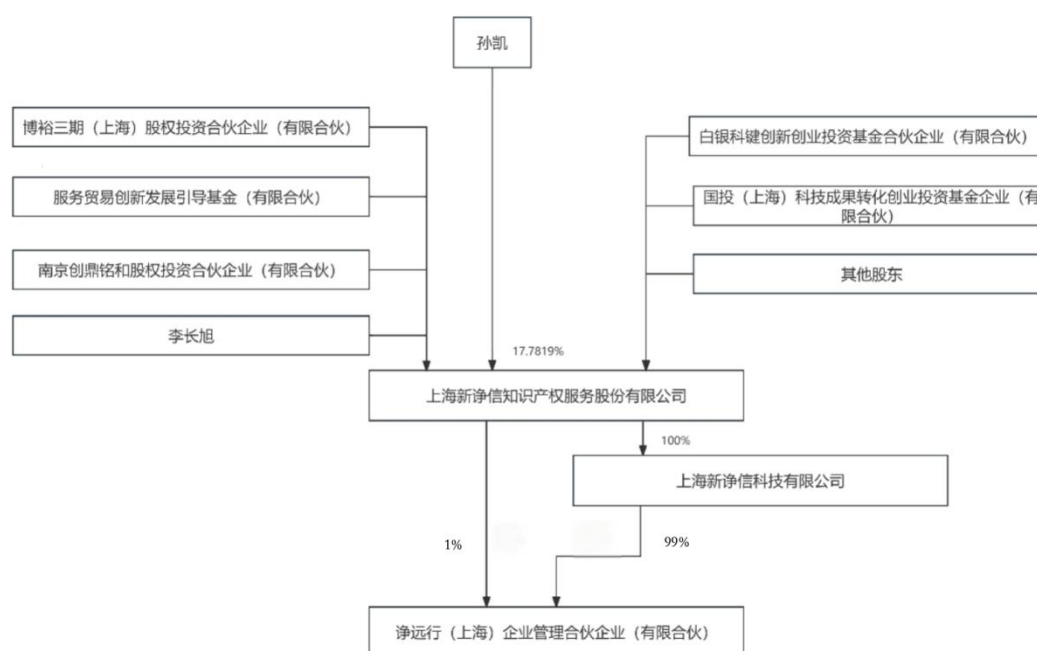 孙凯
博裕三期（上海）股权投资合伙企业（有限合伙）
白银科键创新创业投资基金合伙企业（有限合伙）
服务贸易创新发展引导基金（有限合伙）
国投（上海）科技成果转化创业投资基金企业（有
限合伙）
南京创鼎铭和股权投资合伙企业（有限合伙）
其他股东
李长旭
17.7819%
上海新诤信知识产权服务股份有限公司
100%
上海新诤信科技有限公司
1%
99%
诤远行（上海）企业管理合伙企业（有限合伙）